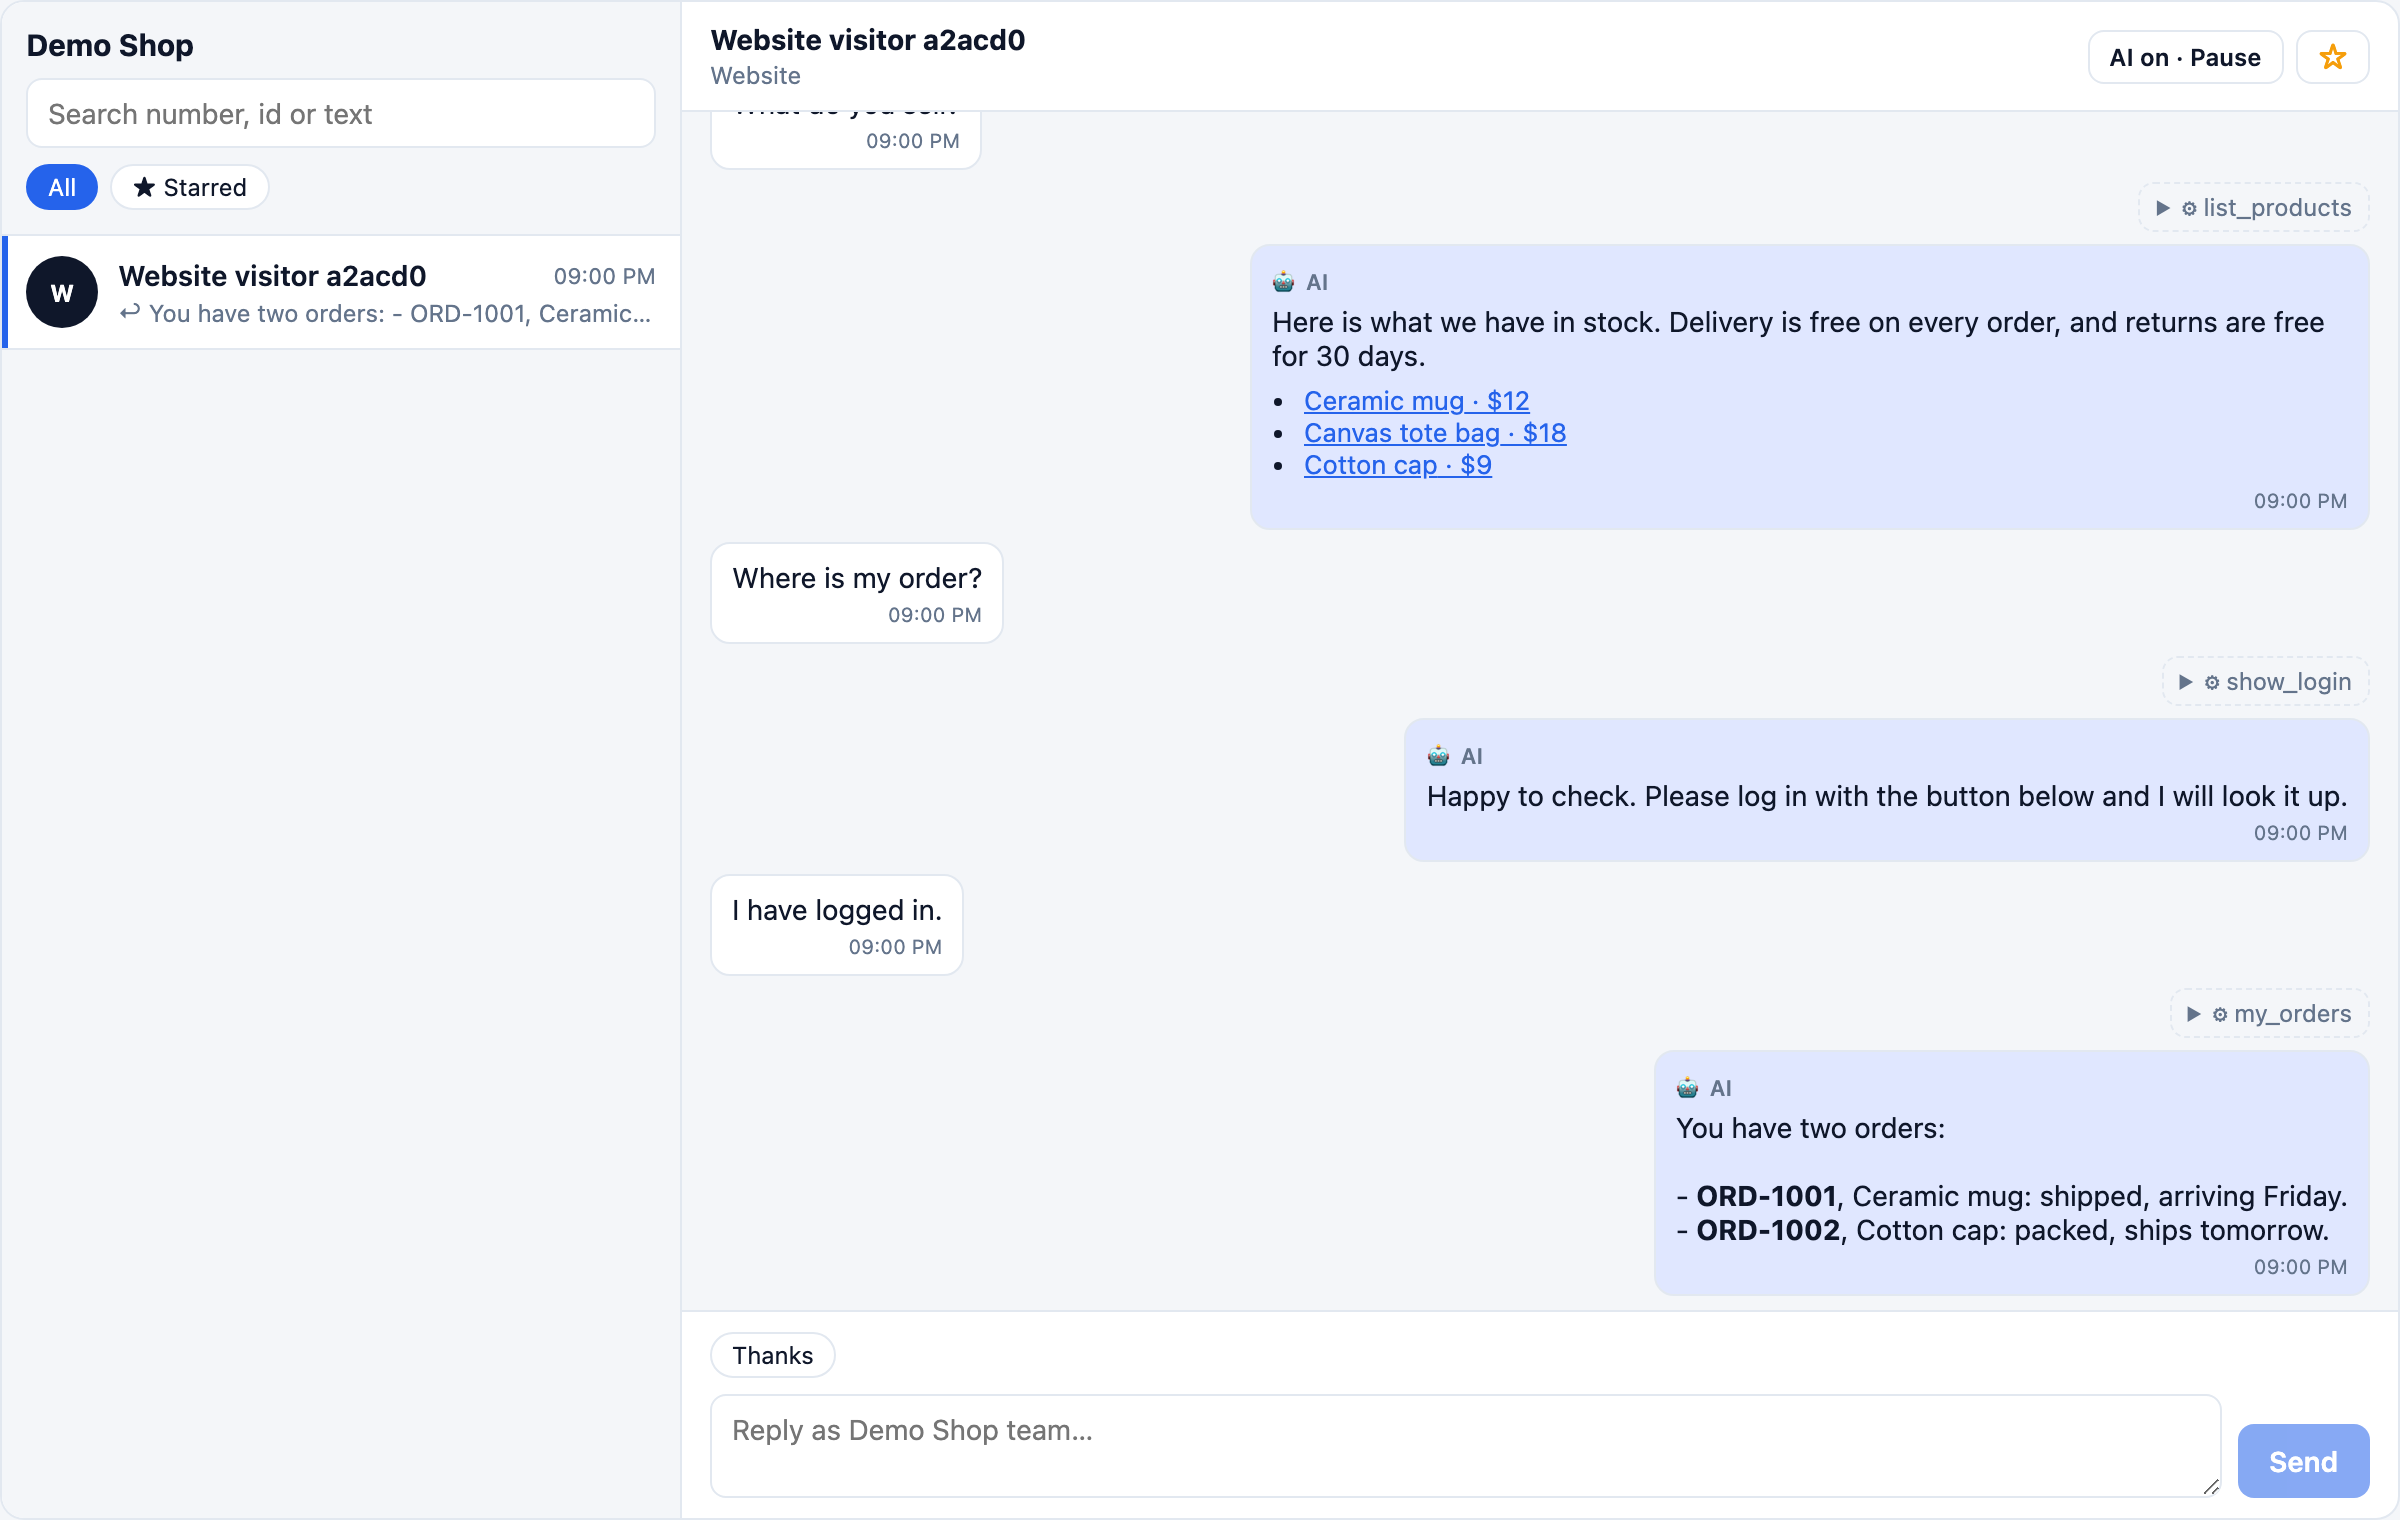 Demo Shop
Search number, id or text
All
★ Starred
W
Website visitor a2acd0
09:00 PM
↩ You have two orders: - ORD-1001, Ceramic...
Website visitor a2acd0
Website
AI on · Pause
09:00 PM
▶ ⚙ list_products
🤖 AI
Here is what we have in stock. Delivery is free on every order, and returns are free
for 30 days.
• Ceramic mug · $12
• Canvas tote bag · $18
• Cotton cap · $9
09:00 PM
Where is my order?
09:00 PM
▶ ⚙ show_login
🤖 AI
Happy to check. Please log in with the button below and I will look it up.
09:00 PM
I have logged in.
09:00 PM
▶ ⚙ my_orders
🤖 AI
You have two orders:
- ORD-1001, Ceramic mug: shipped, arriving Friday.
- ORD-1002, Cotton cap: packed, ships tomorrow.
09:00 PM
Thanks
Reply as Demo Shop team...
Send